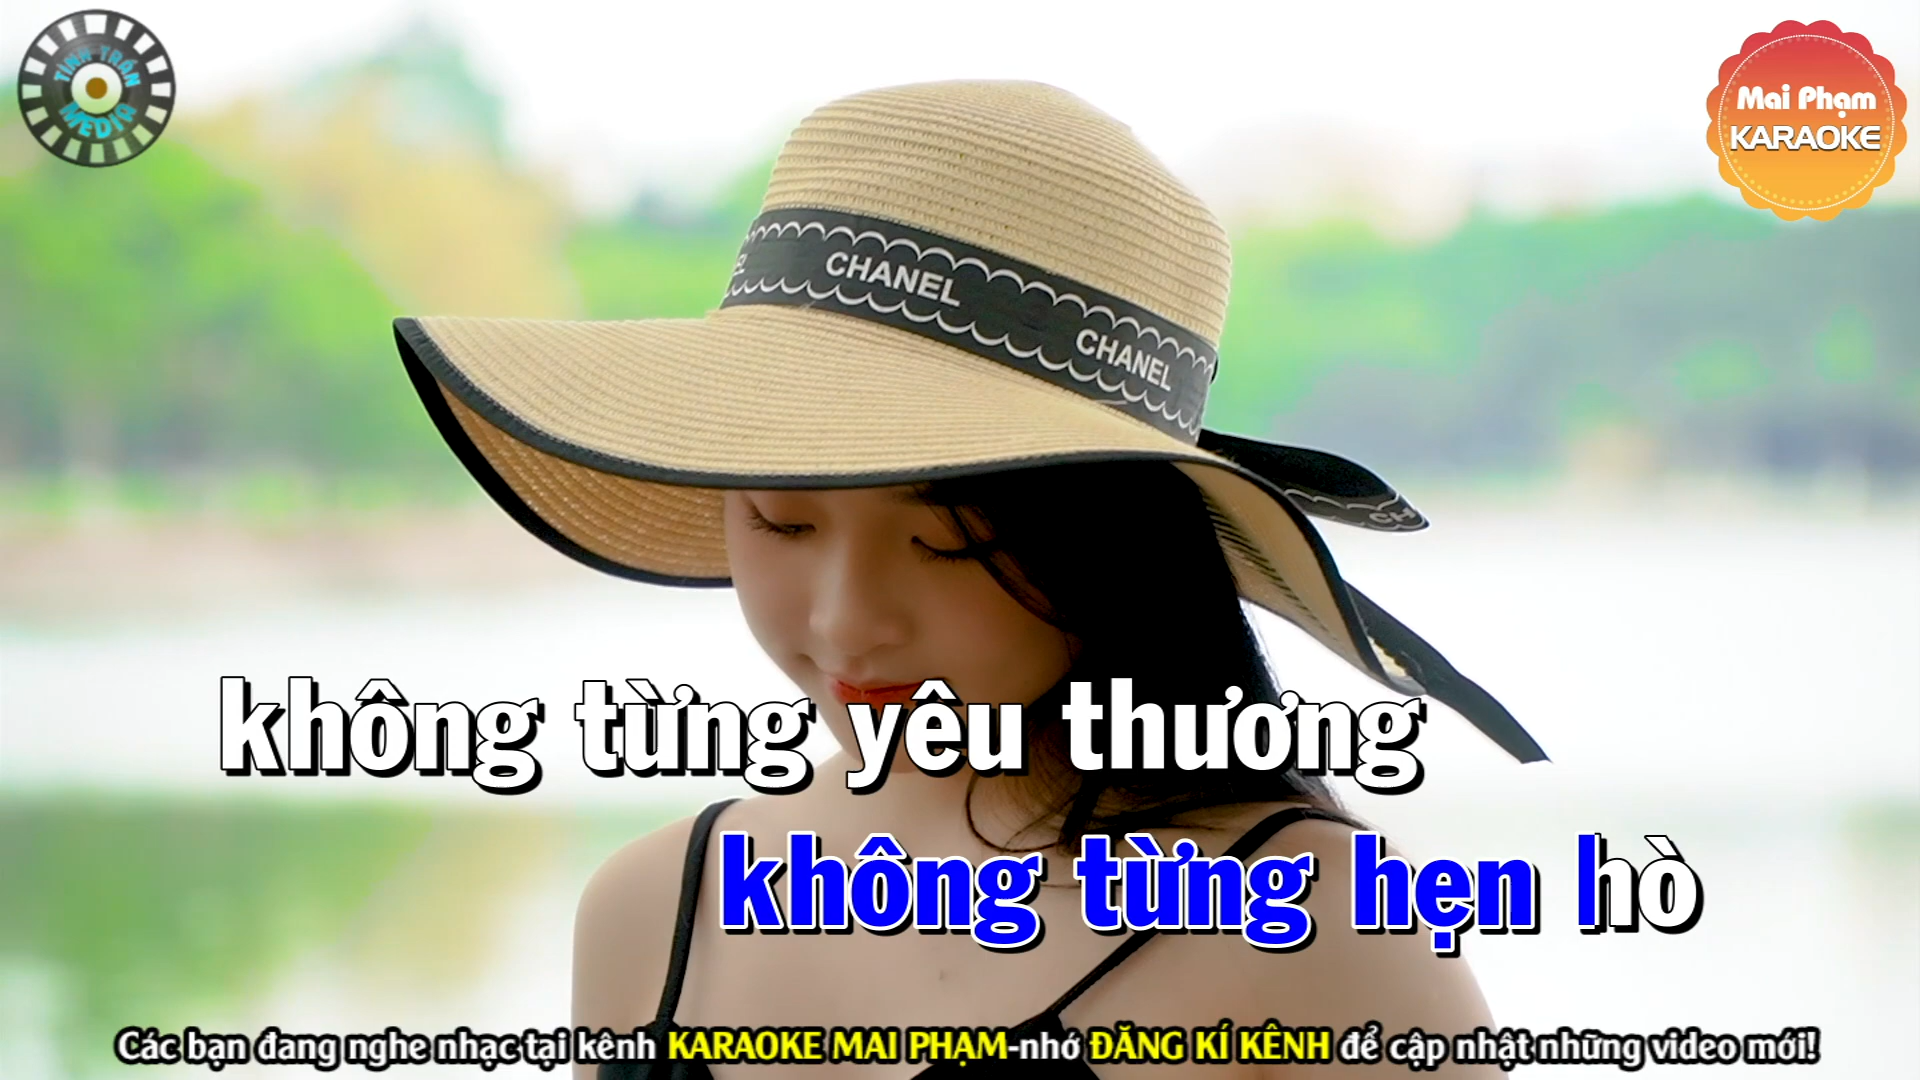 TÌNH TRẦN
MEDIA
Mai Phạm
KARAOKE
CHANEL
CHANEL
không từng yêu thương
không từng hẹn hò
Các bạn đang nghe nhạc tại kênh KARAOKE MAI PHẠM-nhớ ĐĂNG KÍ KÊNH để cập nhật những video mới!